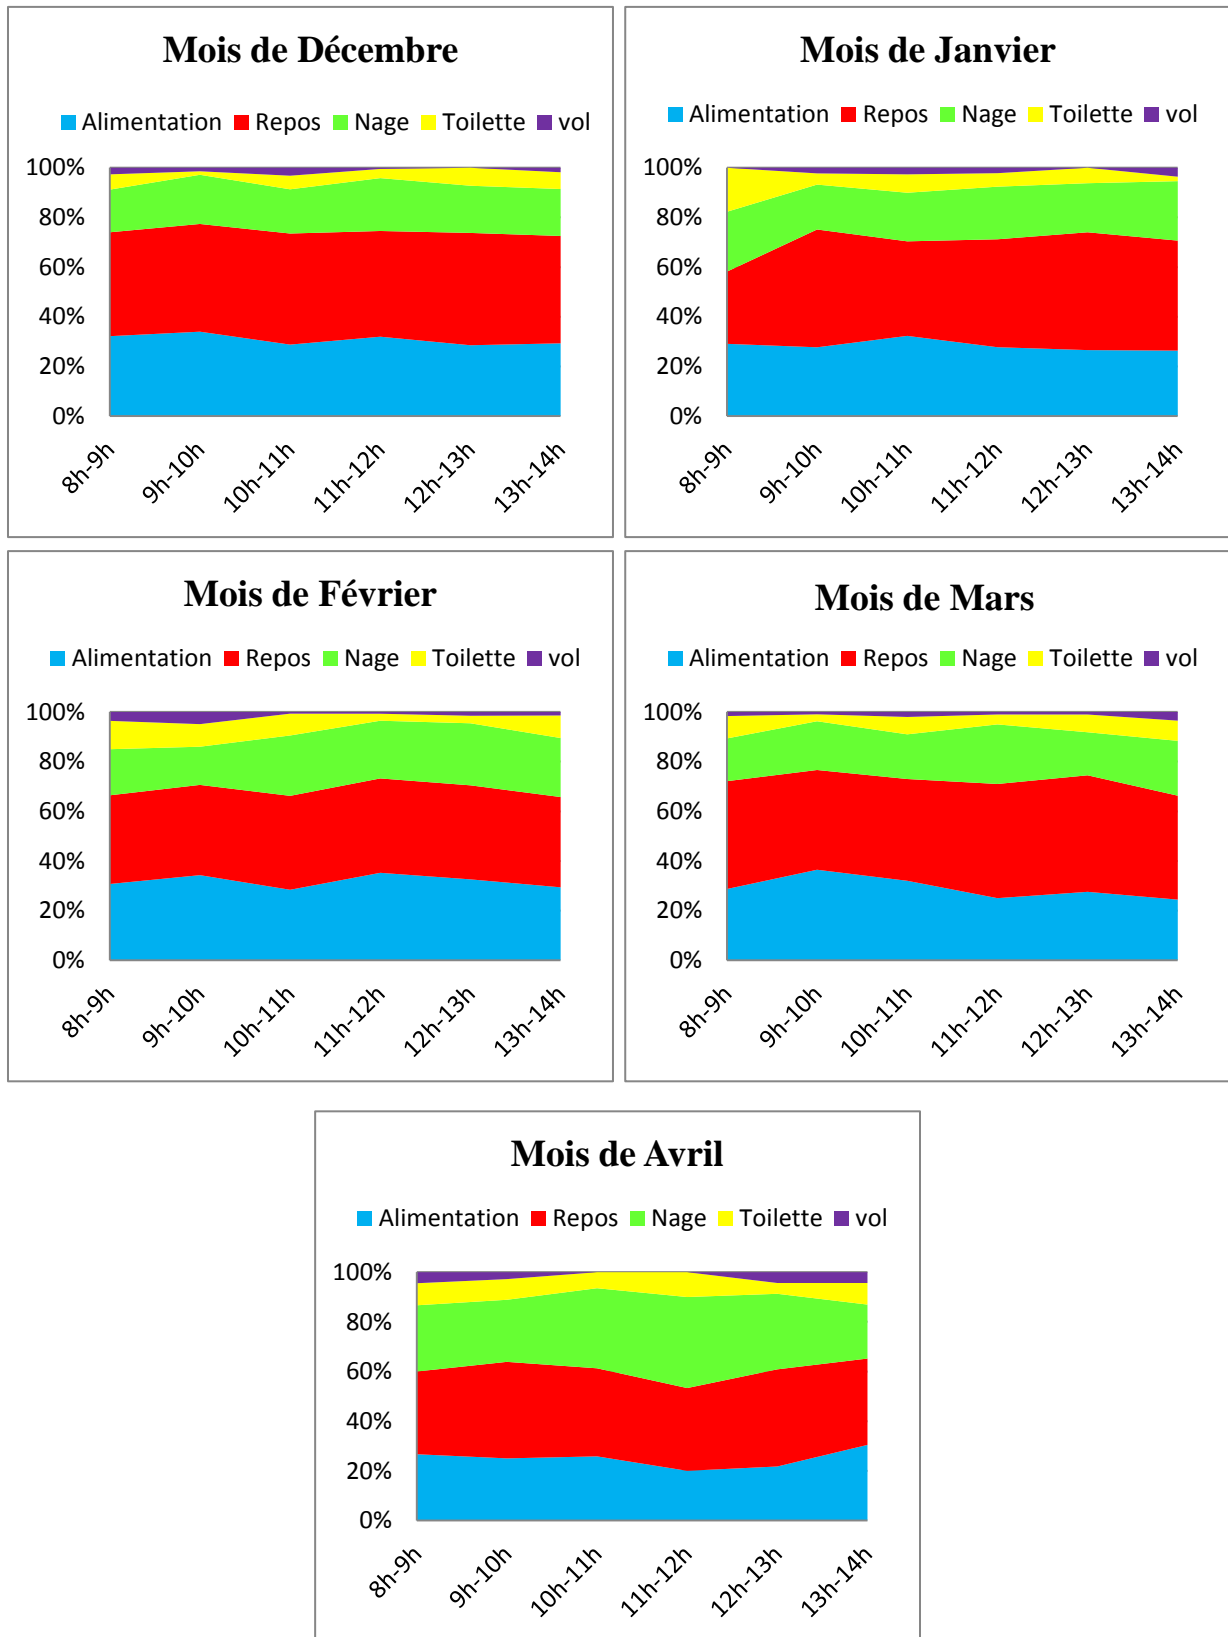 Mois de Décembre
Alimentation Repos Nage Toilette vol
100%
80%
60%
40%
20%
0%
8h-9h
9h-10h
10h-11h
11h-12h
12h-13h
13h-14h
Mois de Janvier
Alimentation Repos Nage Toilette vol
100%
80%
60%
40%
20%
0%
8h-9h
9h-10h
10h-11h
11h-12h
12h-13h
13h-14h
Mois de Février
Alimentation Repos Nage Toilette vol
100%
80%
60%
40%
20%
0%
8h-9h
9h-10h
10h-11h
11h-12h
12h-13h
13h-14h
Mois de Mars
Alimentation Repos Nage Toilette vol
100%
80%
60%
40%
20%
0%
8h-9h
9h-10h
10h-11h
11h-12h
12h-13h
13h-14h
Mois de Avril
Alimentation Repos Nage Toilette vol
100%
80%
60%
40%
20%
0%
8h-9h
9h-10h
10h-11h
11h-12h
12h-13h
13h-14h